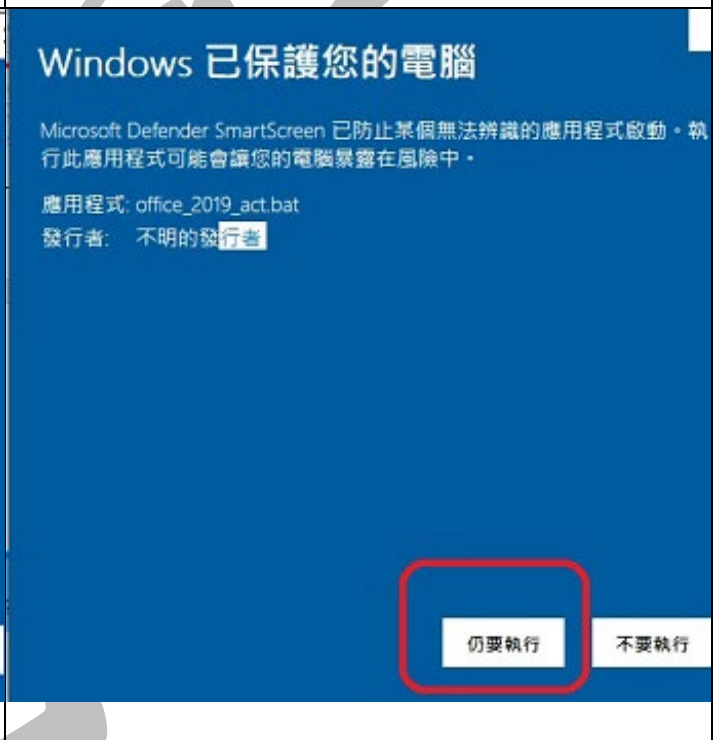 Windows 已保護您的電腦
Microsoft Defender SmartScreen 已防止某個無法辨識的應用程式啟動。執
行此應用程式可能會讓您的電腦暴露在風險中。
應用程式: office_2019_act.bat
發行者: 不明的發行者
仍要執行
不要執行